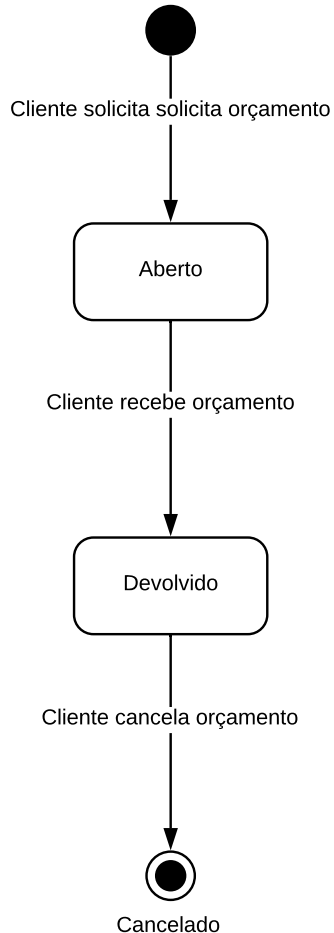 Cliente solicita solicita orçamento
Aberto
Cliente recebe orçamento
Devolvido
Cliente cancela orçamento
Cancelado